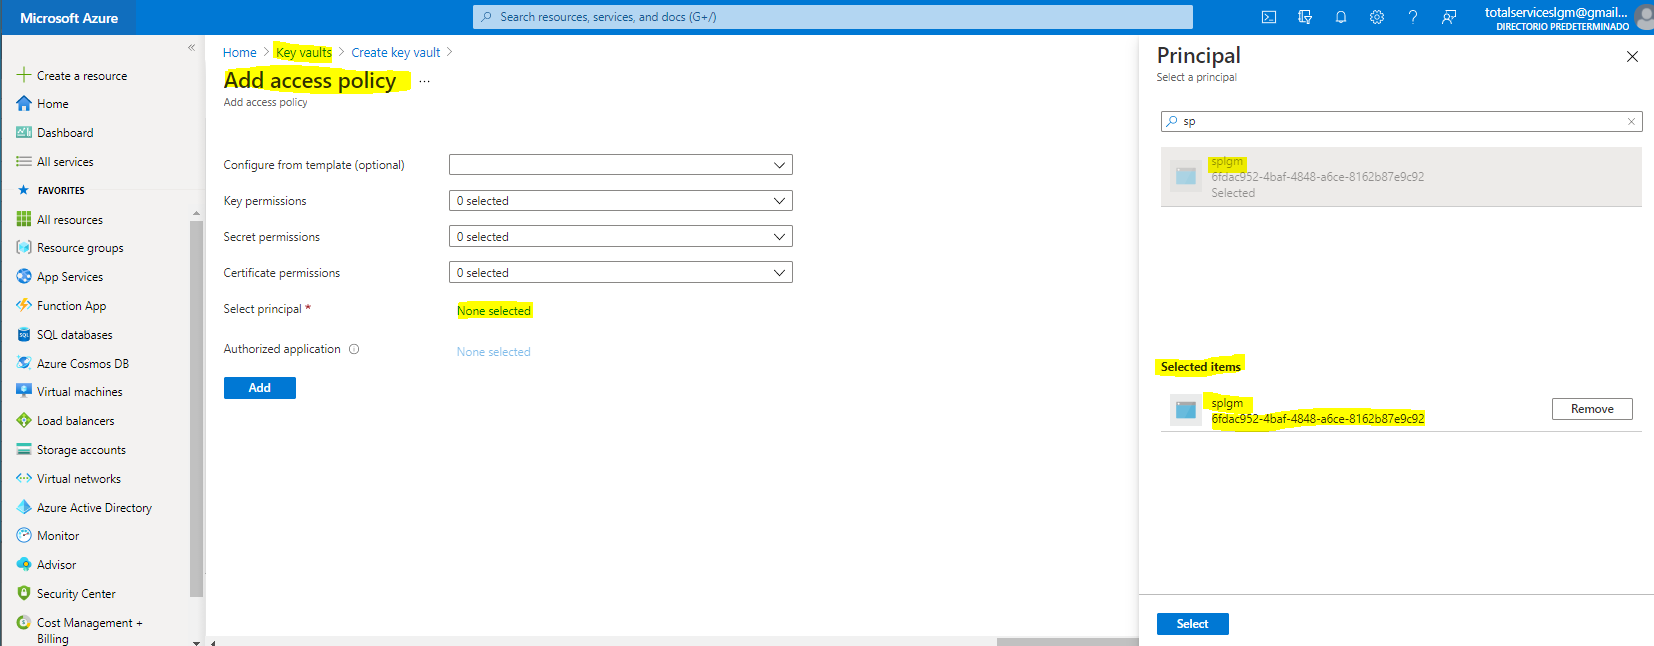 Microsoft Azure
Search resources, services, and docs (G+/)
totalserviceslgm@gmail...
DIRECTORIO PREDETERMINADO
«
Create a resource
Home
Dashboard
All services
FAVORITES
All resources
Resource groups
App Services
Function App
SQL databases
Azure Cosmos DB
Virtual machines
Load balancers
Storage accounts
Virtual networks
Azure Active Directory
Monitor
Advisor
Security Center
Cost Management +
Billing
Home > Key vaults > Create key vault >
Add access policy ...
Add access policy
Configure from template (optional)
Key permissions
0 selected
Secret permissions
0 selected
Certificate permissions
0 selected
Select principal *
None selected
Authorized application
None selected
Add
Principal
Select a principal
sp
splgm
6fdac952-4baf-4848-a6ce-8162b87e9c92
Selected
Selected items
splgm
6fdac952-4baf-4848-a6ce-8162b87e9c92
Remove
Select